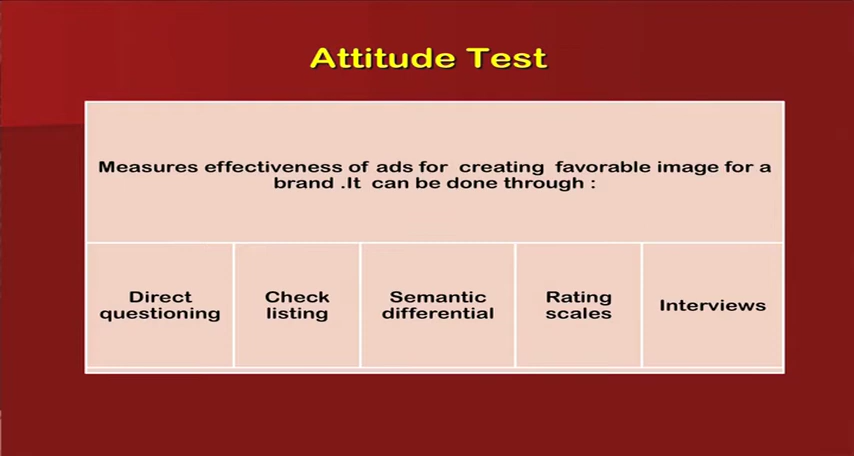 Attitude Test
Measures effectiveness of ads for creating favorable image for a
brand .It can be done through :
Direct
questioning
Check
listing
Semantic
differential
Rating
scales
Interviews